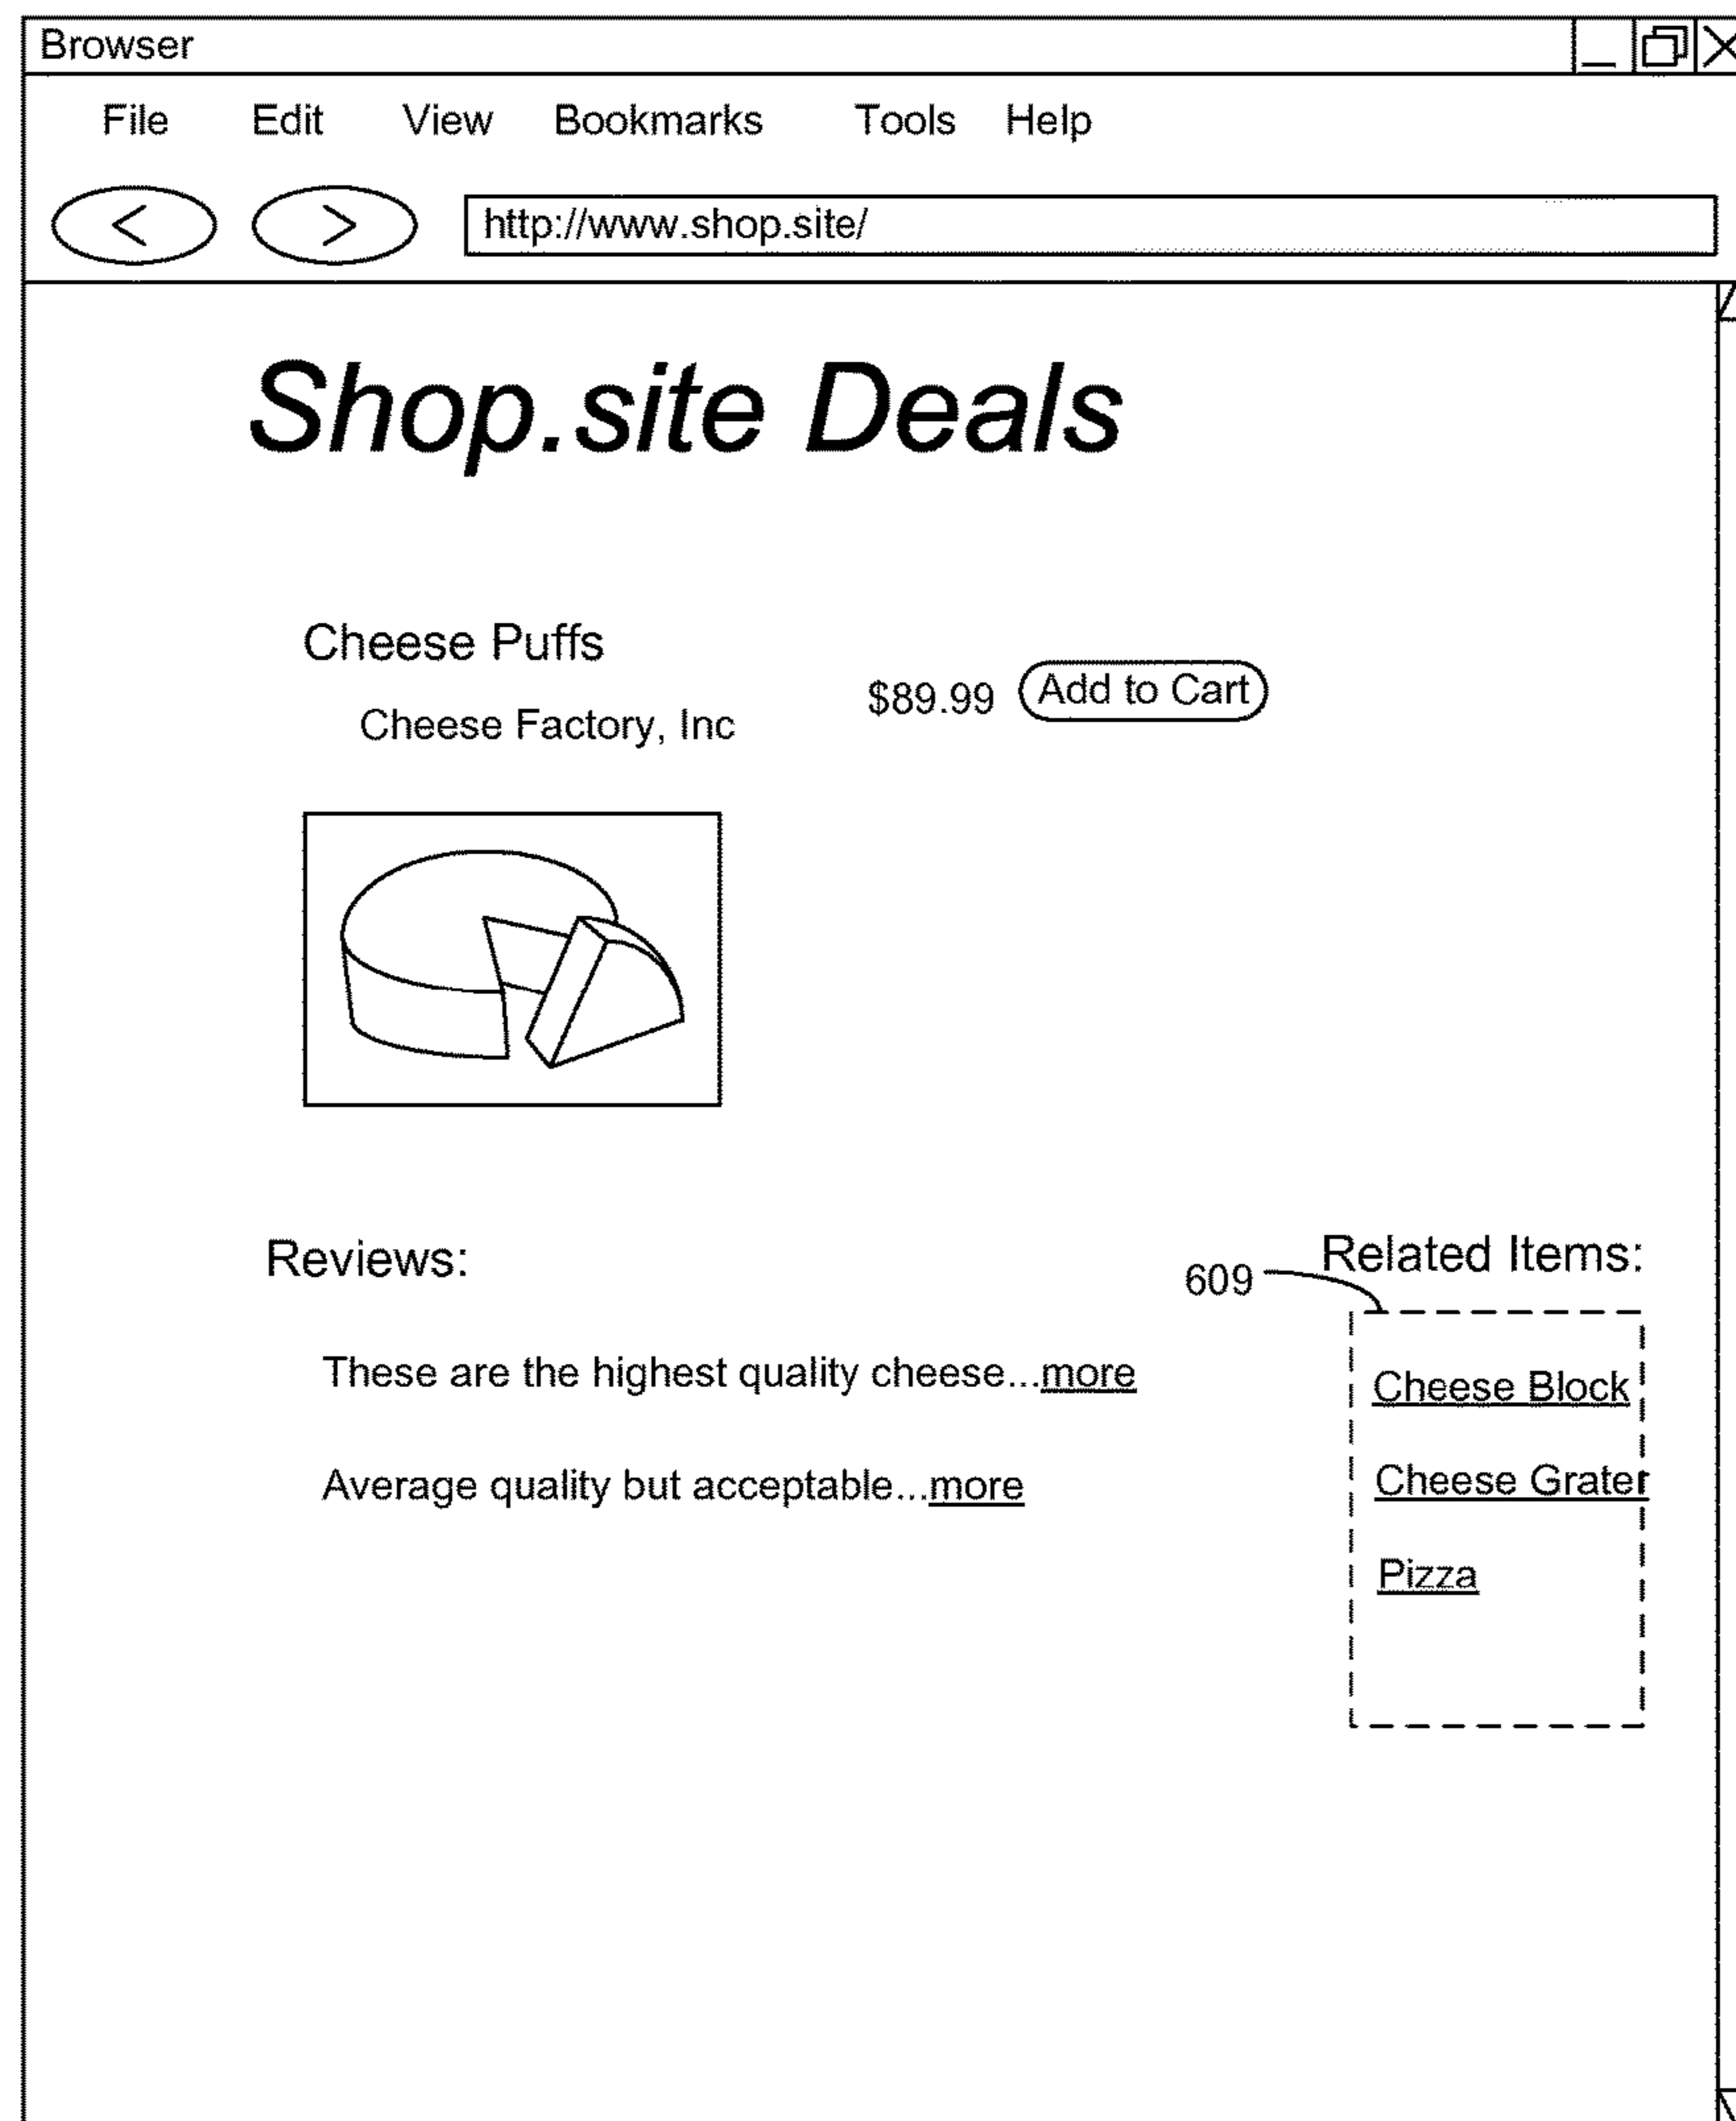 Browser
File Edit View Bookmarks Tools Help
< > http://www.shop.site/
Shop.site Deals
Cheese Puffs
$89.99 Add to Cart
Cheese Factory, Inc
Reviews:
Related Items:
609
These are the highest quality cheese...more
Cheese Block
Average quality but acceptable...more
Cheese Grater
Pizza